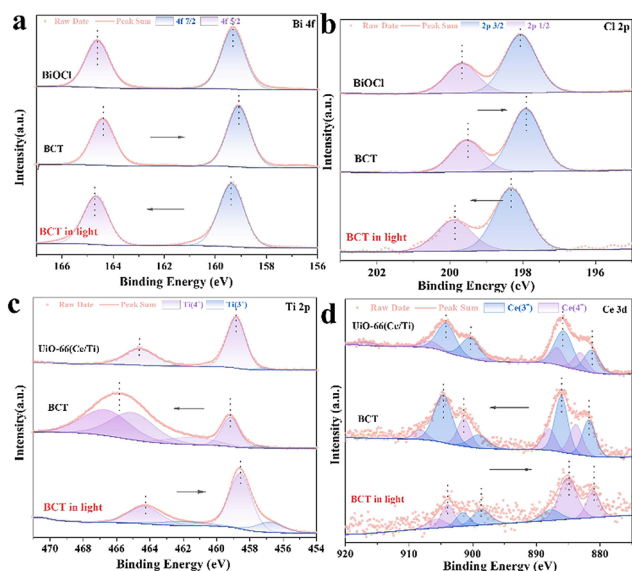 a
Raw Date Peak Sum 4f 7/2 4f 5/2 Bi 4f
BiOCl
BCT
BCT in light
Intensity(a.u.)
166 164 162 160 158 156
Binding Energy (eV)
b
Raw Date Peak Sum 2p 3/2 2p 1/2
Cl 2p
BiOCl
BCT
BCT in light
Intensity(a.u.)
202 200 198 196
Binding Energy (eV)
c
Raw Date Peak Sum Ti(4+) Ti(3+) Ti 2p
UiO-66(Ce/Ti)
BCT
BCT in light
Intensity(a.u.)
470 468 466 464 462 460 458 456 454
Binding Energy (eV)
d
Raw Date Peak Sum Ce(3+) Ce(4+) Ce 3d
UiO-66(Ce/Ti)
BCT
BCT in light
Intensity(a.u.)
920 910 900 890 880
Binding Energy (eV)